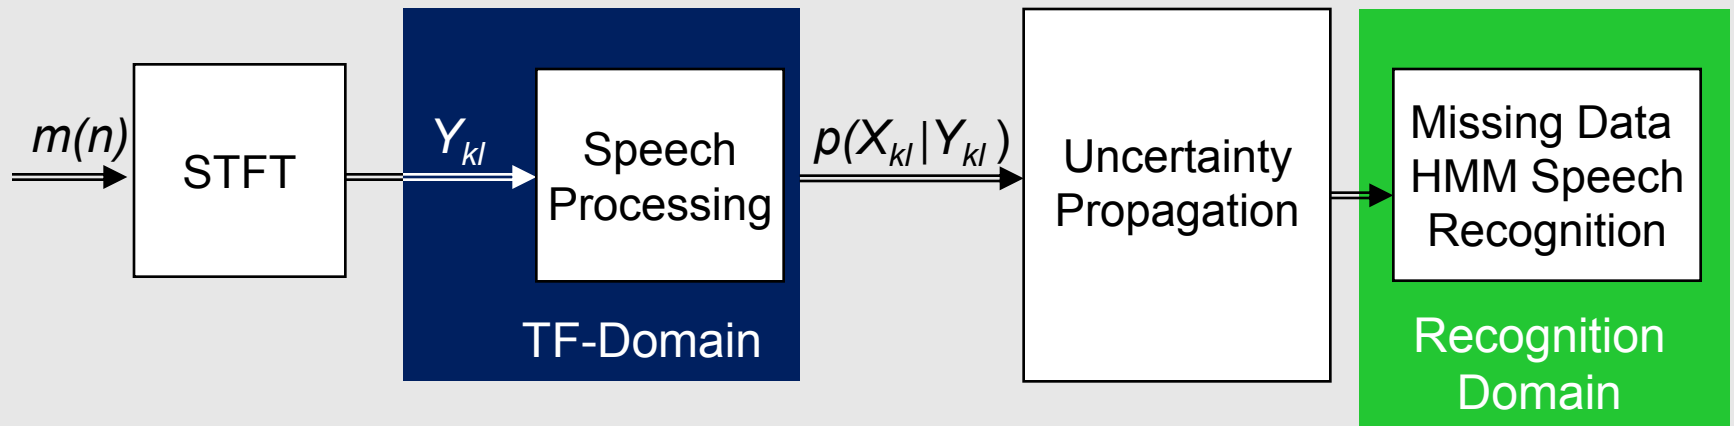 m(n)
STFT
Y_kl
Speech
Processing
TF-Domain
p(X_kl|Y_kl)
Uncertainty
Propagation
Missing Data
HMM Speech
Recognition
Recognition
Domain